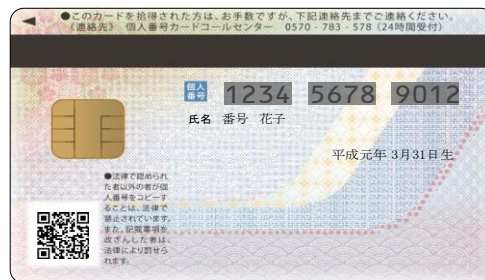 ●このカードを拾得された方は、お手数ですが、下記連絡先までご連絡ください。
《連絡先》 個人番号カードコールセンター 0570-783-578（24時間受付）
個人番号 1234 5678 9012
氏名 番号 花子
平成元年 3月31日生
●法律で認められ
た者以外の者が個
人番号をコピーす
ることは、法律で
禁止されています。
また、記載事項を
改ざんした者は、
法律により罰せら
れます。